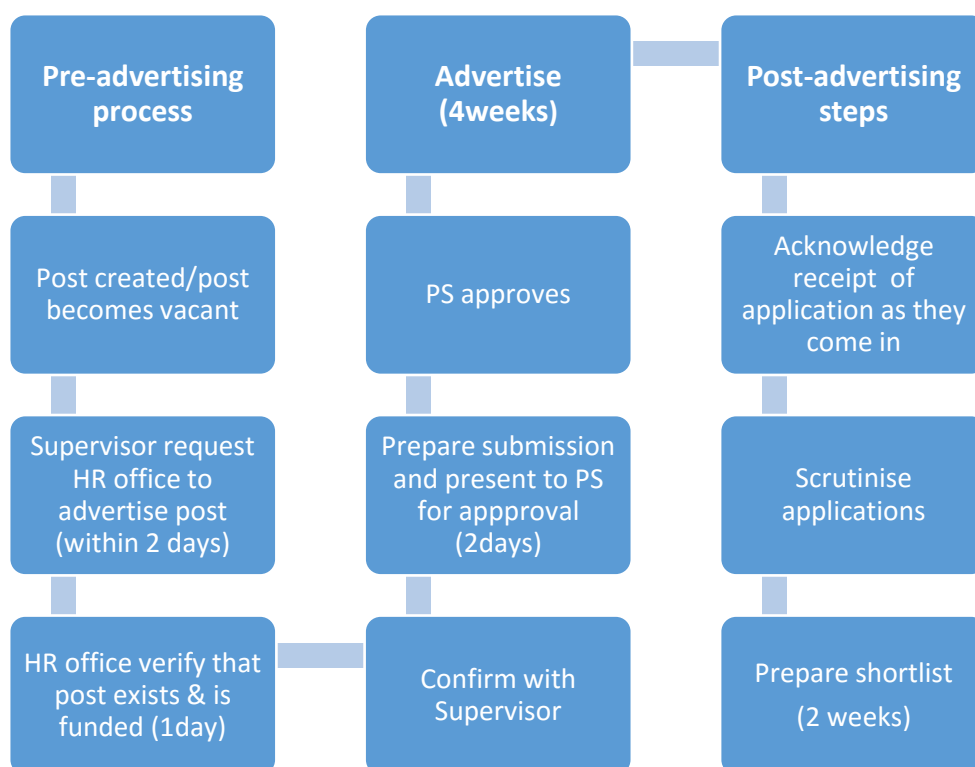 Pre-advertising
process
Post created/post
becomes vacant
Supervisor request
HR office to
advertise post
(within 2 days)
HR office verify that
post exists & is
funded (1day)
Confirm with
Supervisor
Prepare submission
and present to PS
for appproval
(2days)
PS approves
Advertise
(4weeks)
Post-advertising
steps
Acknowledge
receipt of
application as they
come in
Scrutinise
applications
Prepare shortlist
(2 weeks)